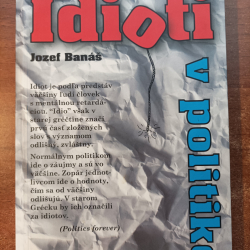 Idioti
v politike
Jozef Banáš
Idiot je podľa predstáv
väčšiny ľudí človek
s mentálnou retardá-
ciou. "Idio" však v
starej gréčtine značí
prvú časť zložených
slov s významom
odlišný, zvláštny.
Normálnym politikom
ide o záujmy a sú vo
väčšine. Zopár jednot-
livcom ide o hodnoty,
čím sa od väčšiny
odlišujú. V starom
Grécku by ich označili
za idiotov.
(Politics forever)